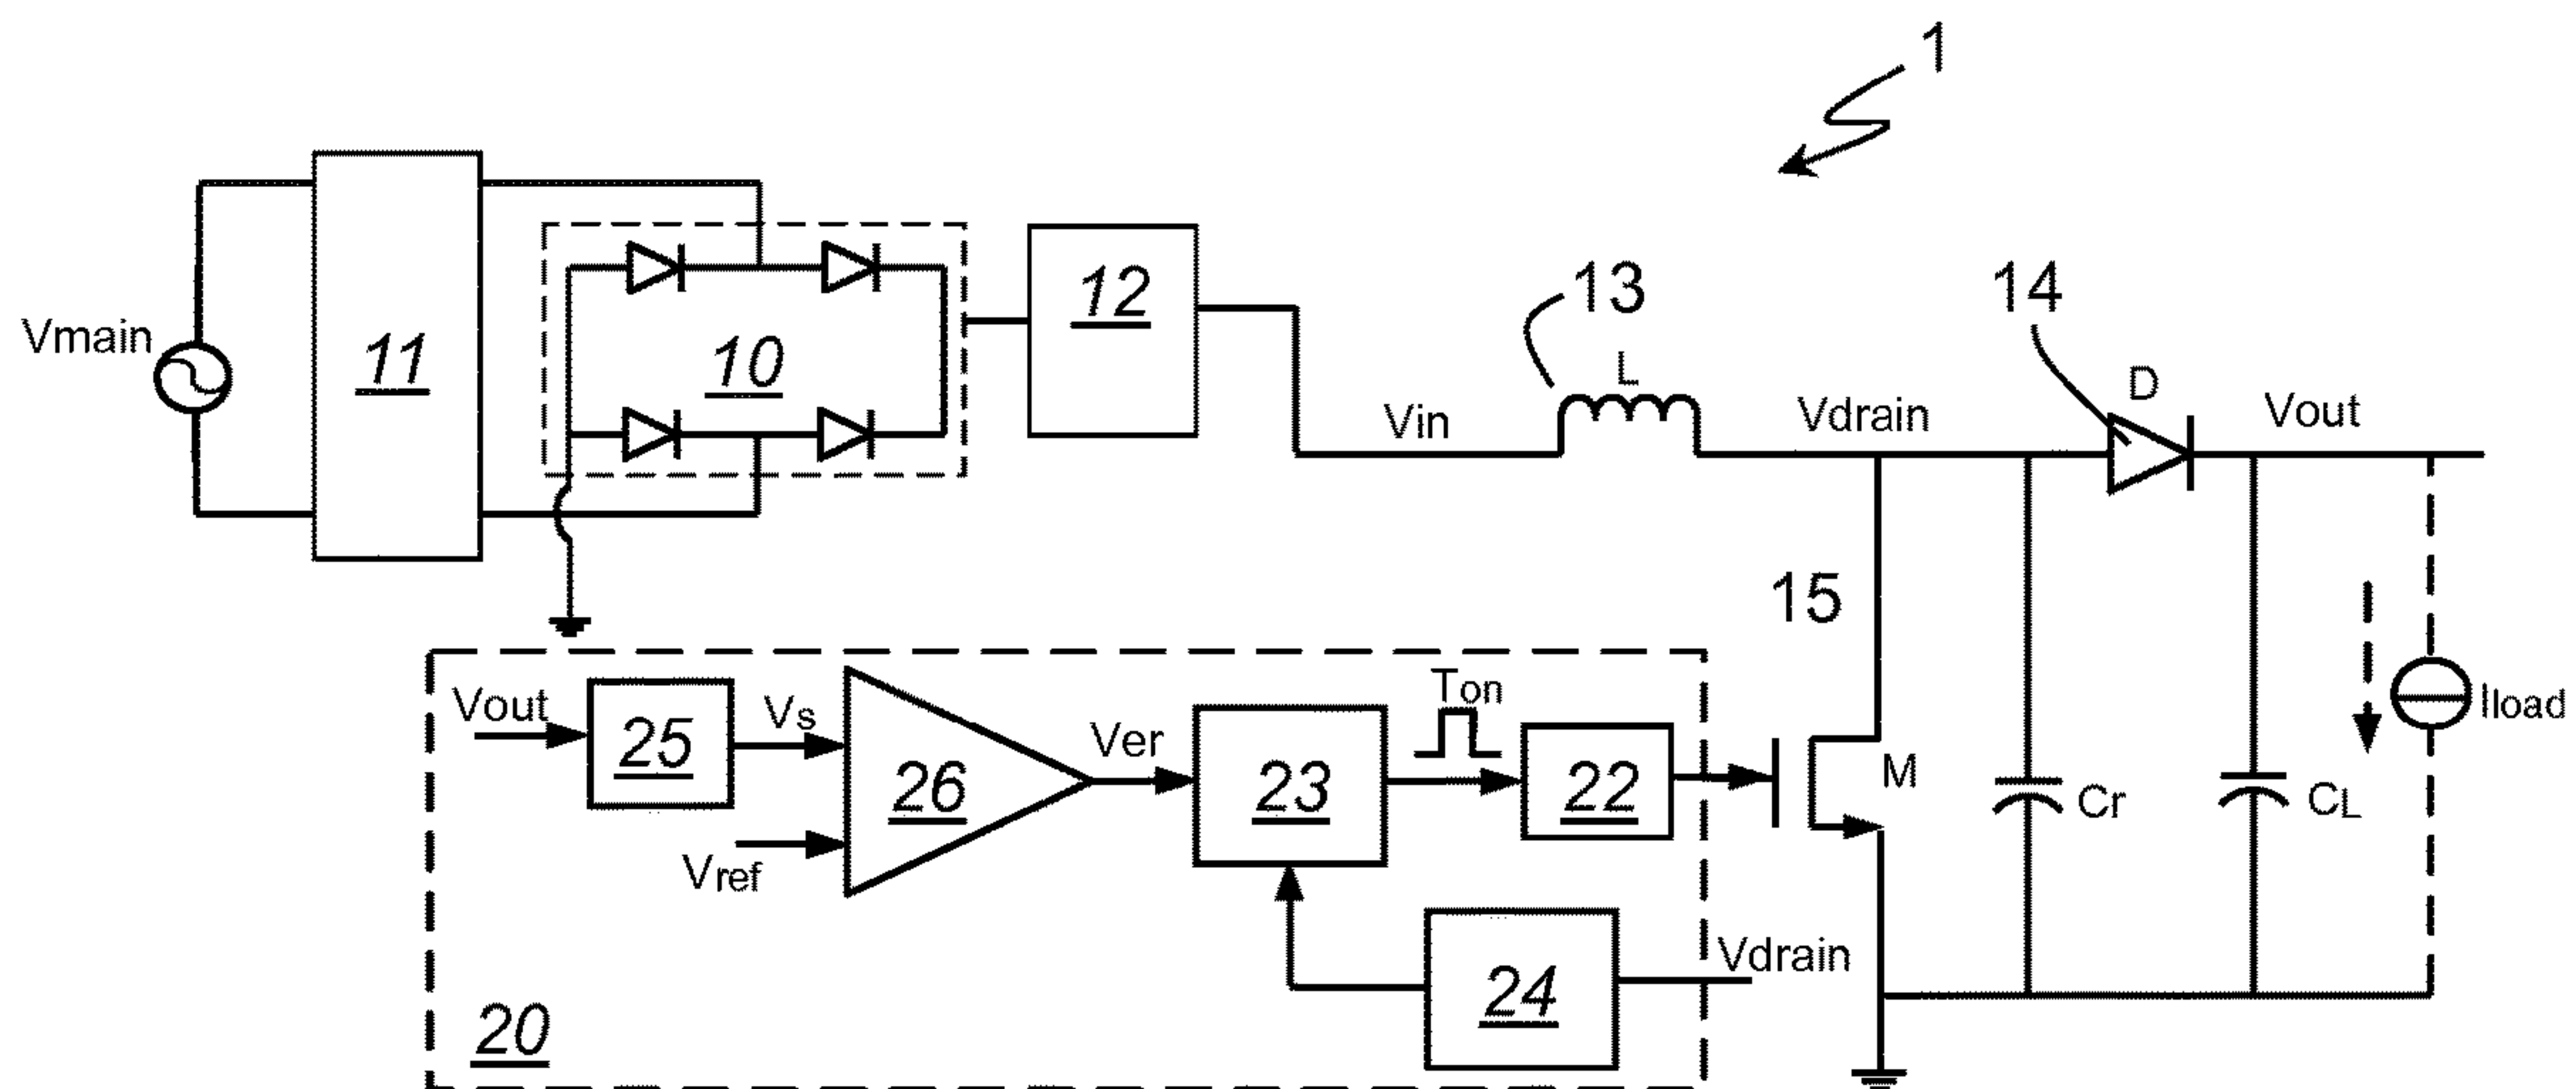 1
Vmain
11
10
12
13
L
Vin
Vdrain
14
D
Vout
15
M
Cr
CL
Iload
Vout
25
Vs
Vref
26
Ver
23
Ton
22
24
Vdrain
20